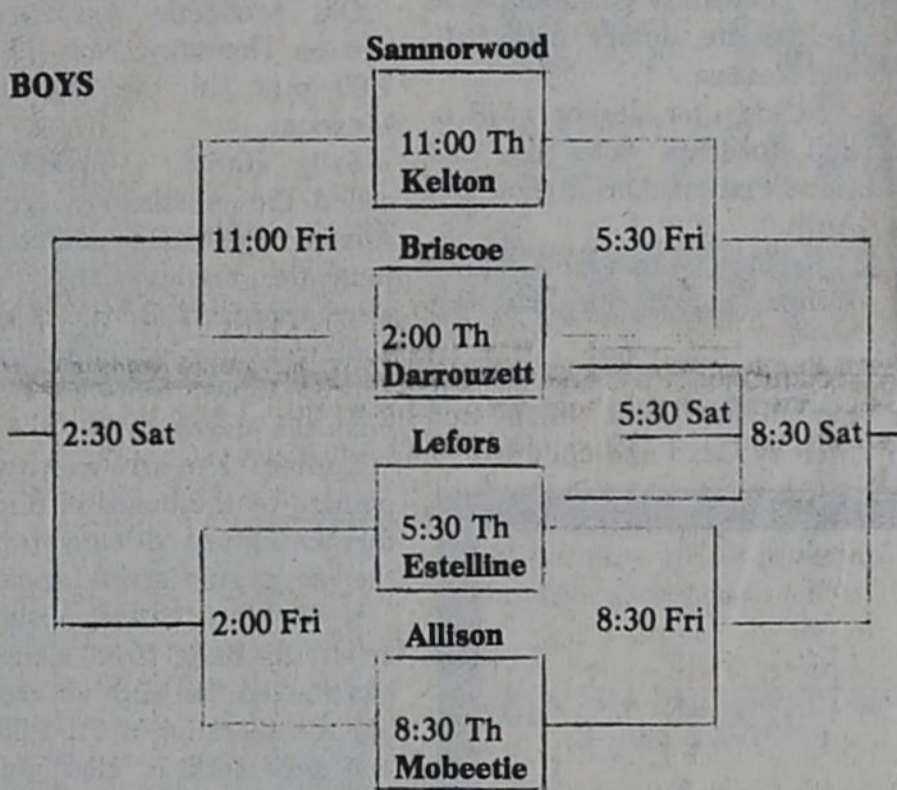 Samnorwood
BOYS
11:00 Th
Kelton
11:00 Fri
Briscoe
5:30 Fri
2:00 Th
Darrouzett
2:30 Sat
Lefors
5:30 Sat
8:30 Sat
5:30 Th
Estelline
2:00 Fri
Allison
8:30 Fri
8:30 Th
Mobeetie